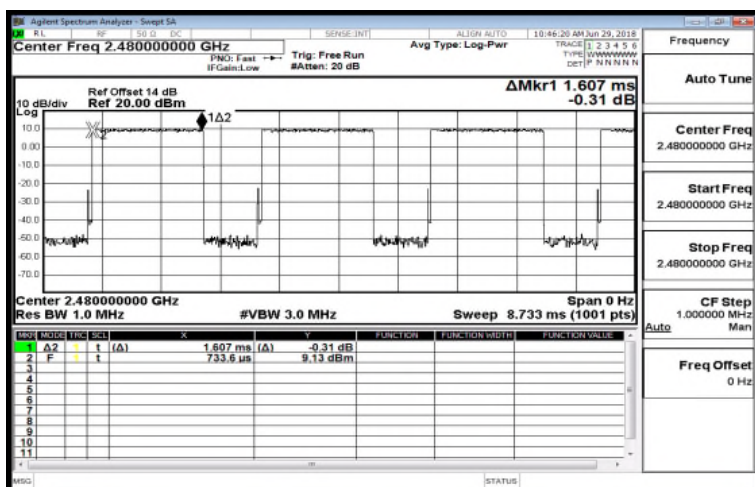 Agilent Spectrum Analyzer - Swept SA
RL RF 50 Ω DC SENSE:INT ALIGN AUTO 10:46:20 AM Jun 29, 2018
Center Freq 2.480000000 GHz
PNO: Fast
IFGain:Low
Trig: Free Run
#Atten: 20 dB
Avg Type: Log-Pwr
TRACE 1 2 3 4 5 6
TYPE WWWWWW
DET P N N N N N
Ref Offset 14 dB
Ref 20.00 dBm
10 dB/div
Log
ΔMkr1 1.607 ms
-0.31 dB
1Δ2
2
10.0
0.00
-10.0
-20.0
-30.0
-40.0
-50.0
-60.0
-70.0
Center 2.480000000 GHz
Span 0 Hz
Res BW 1.0 MHz
#VBW 3.0 MHz
Sweep 8.733 ms (1001 pts)
MKR MODE TRC SCL X Y FUNCTION FUNCTION WIDTH FUNCTION VALUE
1 Δ2 1 t (Δ) 1.607 ms (Δ) -0.31 dB
2 F 1 t 733.6 µs 9.13 dBm
3
4
5
6
7
8
9
10
11
MSG
STATUS
Frequency
Auto Tune
Center Freq
2.480000000 GHz
Start Freq
2.480000000 GHz
Stop Freq
2.480000000 GHz
CF Step
1.000000 MHz
Auto Man
Freq Offset
0 Hz